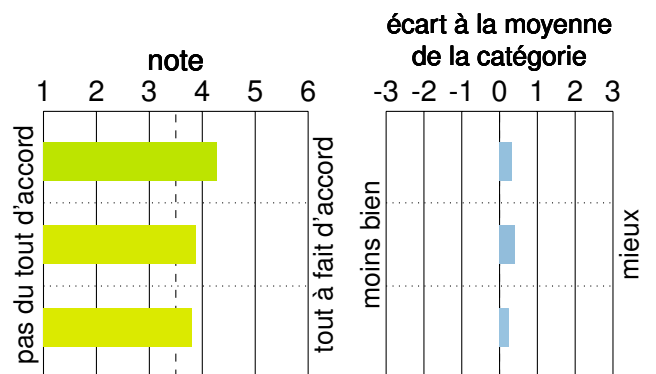 note
1 2 3 4 5 6
pas du tout d'accord
tout à fait d'accord
écart à la moyenne
de la catégorie
-3 -2 -1 0 1 2 3
moins bien
mieux